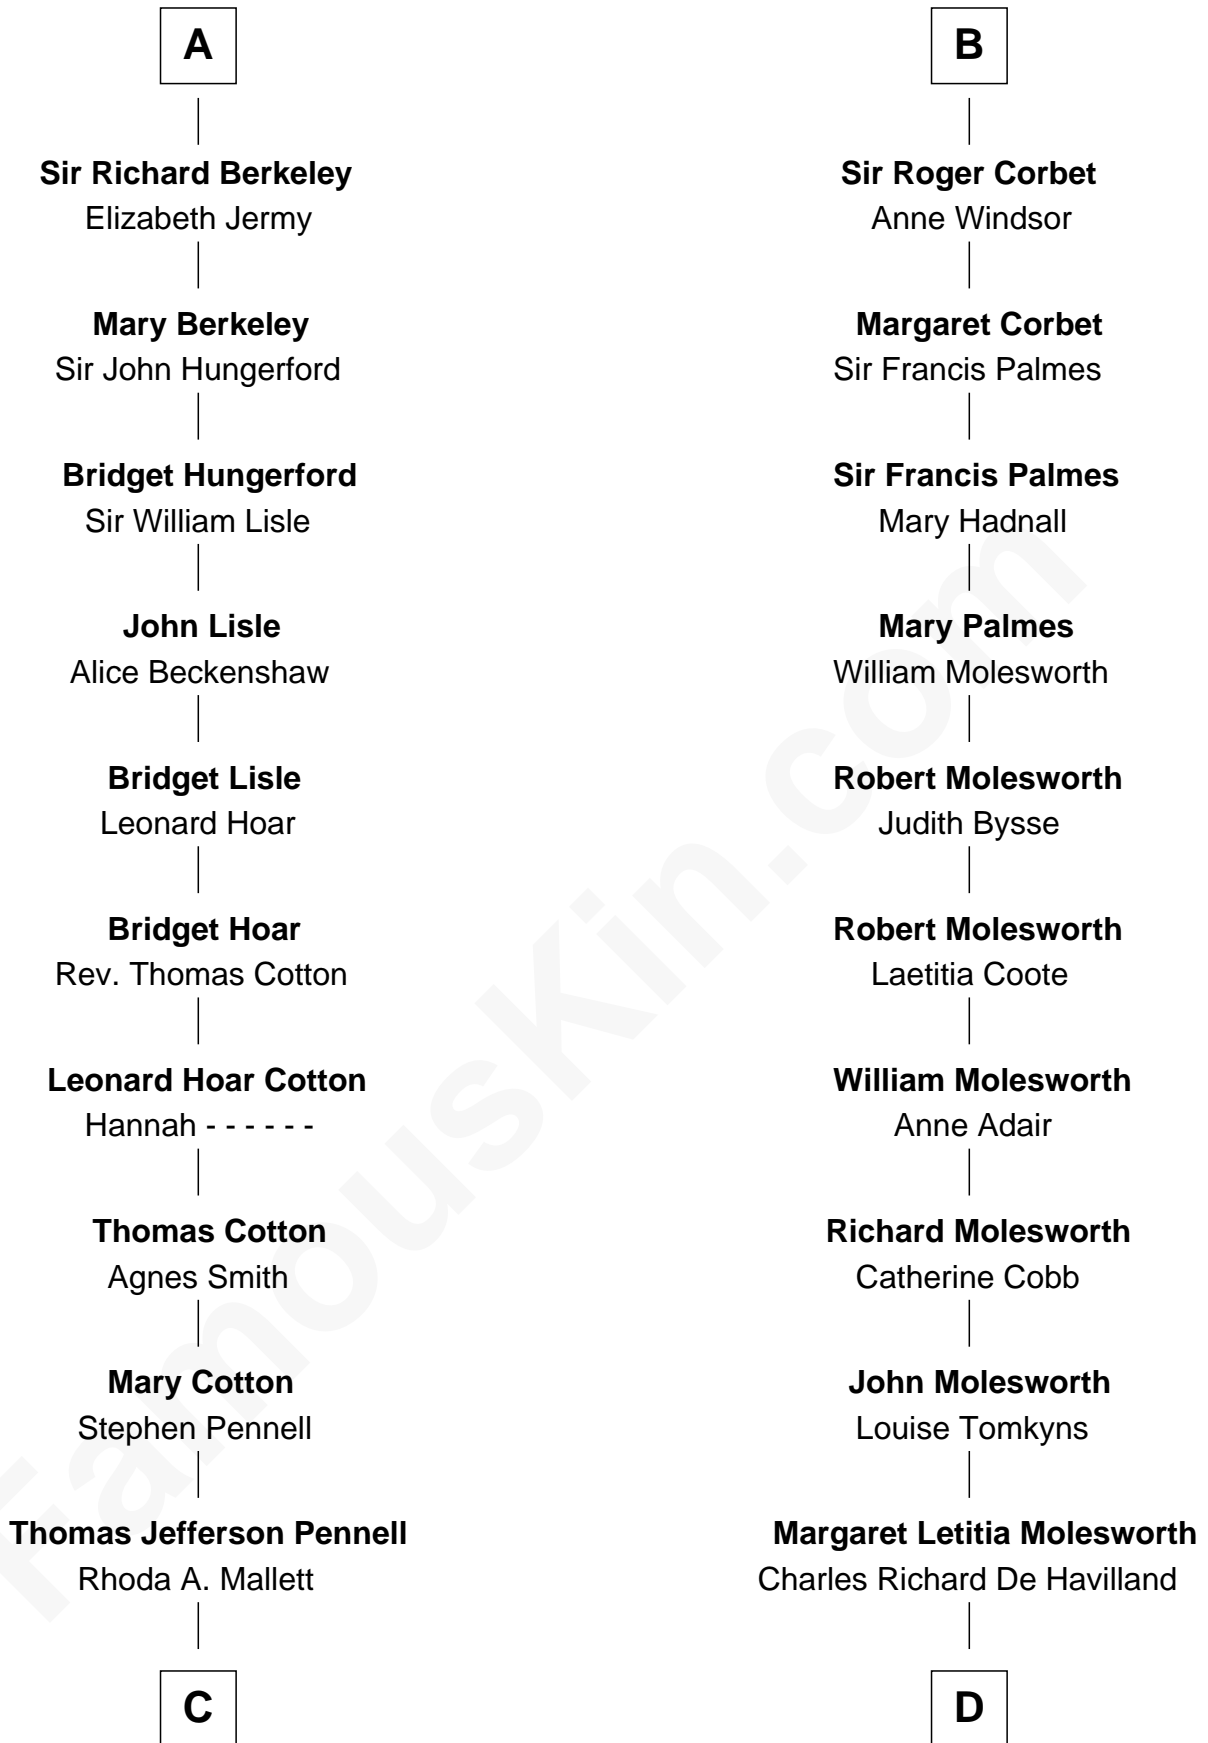 A
Sir Richard Berkeley
Elizabeth Jermy
Mary Berkeley
Sir John Hungerford
Bridget Hungerford
Sir William Lisle
John Lisle
Alice Beckenshaw
Bridget Lisle
Leonard Hoar
Bridget Hoar
Rev. Thomas Cotton
Leonard Hoar Cotton
Hannah - - - - - -
Thomas Cotton
Agnes Smith
Mary Cotton
Stephen Pennell
Thomas Jefferson Pennell
Rhoda A. Mallett
C
B
Sir Roger Corbet
Anne Windsor
Margaret Corbet
Sir Francis Palmes
Sir Francis Palmes
Mary Hadnall
Mary Palmes
William Molesworth
Robert Molesworth
Judith Bysse
Robert Molesworth
Laetitia Coote
William Molesworth
Anne Adair
Richard Molesworth
Catherine Cobb
John Molesworth
Louise Tomkyns
Margaret Letitia Molesworth
Charles Richard De Havilland
D
FamousKin.com